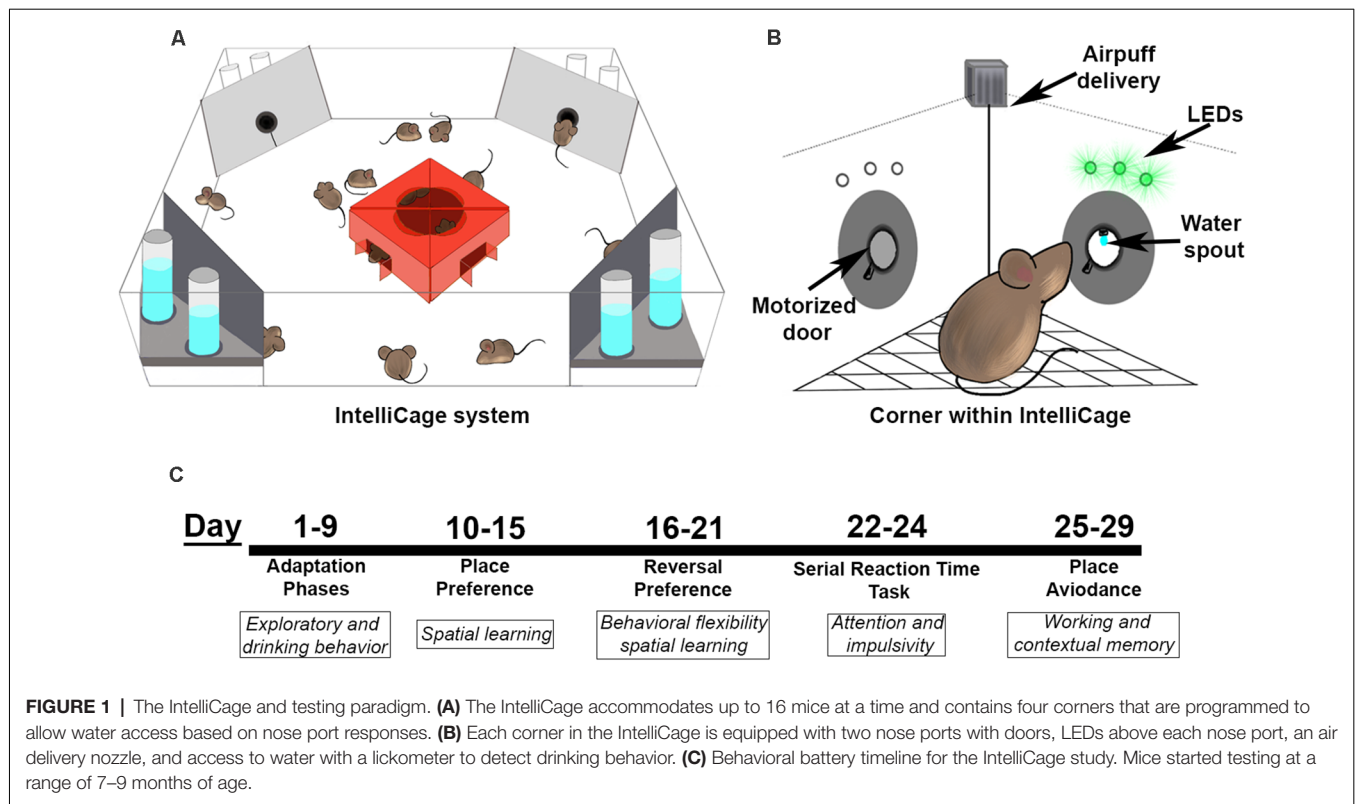 A
IntelliCage system
B
Airpuff
delivery
LEDs
Water
spout
Motorized
door
Corner within IntelliCage
C
Day 1-9 10-15 16-21 22-24 25-29
Adaptation
Phases
Exploratory and
drinking behavior
Place
Preference
Spatial learning
Reversal
Preference
Behavioral flexibility
spatial learning
Serial Reaction Time
Task
Attention and
impulsivity
Place
Aviodance
Working and
contextual memory
FIGURE 1 | The IntelliCage and testing paradigm. (A) The IntelliCage accommodates up to 16 mice at a time and contains four corners that are programmed to
allow water access based on nose port responses. (B) Each corner in the IntelliCage is equipped with two nose ports with doors, LEDs above each nose port, an air
delivery nozzle, and access to water with a lickometer to detect drinking behavior. (C) Behavioral battery timeline for the IntelliCage study. Mice started testing at a
range of 7–9 months of age.